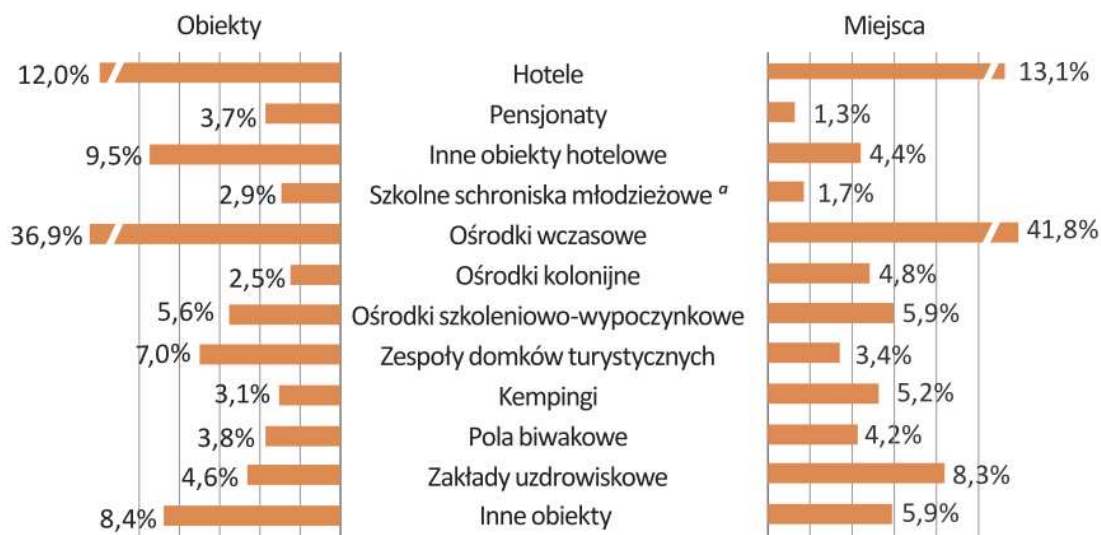 Obiekty Miejsca
12,0% Hotele 13,1%
3,7% Pensjonaty 1,3%
9,5% Inne obiekty hotelowe 4,4%
2,9% Szkolne schroniska młodzieżowe ª 1,7%
36,9% Ośrodki wczasowe 41,8%
2,5% Ośrodki kolonijne 4,8%
5,6% Ośrodki szkoleniowo-wypoczynkowe 5,9%
7,0% Zespoły domków turystycznych 3,4%
3,1% Kempingi 5,2%
3,8% Pola biwakowe 4,2%
4,6% Zakłady uzdrowiskowe 8,3%
8,4% Inne obiekty 5,9%